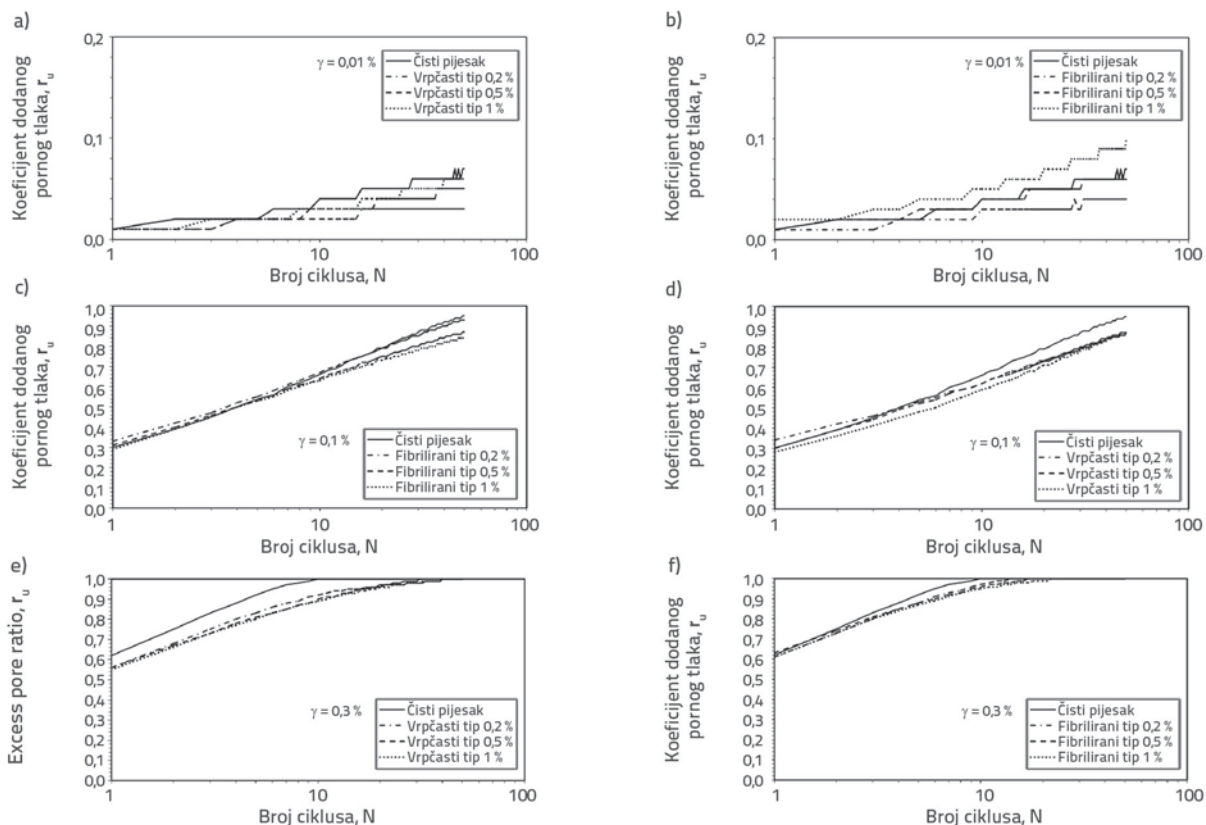 a)
Koeficijent dodanog
pornog tlaka, r_u
0,2
0,1
0,0
γ = 0,01 %
Čisti pijesak
Vrpčasti tip 0,2 %
Vrpčasti tip 0,5 %
Vrpčasti tip 1 %
1
10
100
Broj ciklusa, N
b)
Koeficijent dodanog
pornog tlaka, r_u
0,2
0,1
0,0
γ = 0,01 %
Čisti pijesak
Fibrilirani tip 0,2 %
Fibrilirani tip 0,5 %
Fibrilirani tip 1 %
1
10
100
Broj ciklusa, N
c)
Koeficijent dodanog
pornog tlaka, r_u
1,0
0,9
0,8
0,7
0,6
0,5
0,4
0,3
0,2
0,1
0,0
γ = 0,1 %
Čisti pijesak
Fibrilirani tip 0,2 %
Fibrilirani tip 0,5 %
Fibrilirani tip 1 %
1
10
100
Broj ciklusa, N
d)
Koeficijent dodanog
pornog tlaka, r_u
1,0
0,9
0,8
0,7
0,6
0,5
0,4
0,3
0,2
0,1
0,0
γ = 0,1 %
Čisti pijesak
Vrpčasti tip 0,2 %
Vrpčasti tip 0,5 %
Vrpčasti tip 1 %
1
10
100
Broj ciklusa, N
e)
Excess pore ratio, r_u
1,0
0,9
0,8
0,7
0,6
0,5
0,4
0,3
0,2
0,1
0,0
γ = 0,3 %
Čisti pijesak
Vrpčasti tip 0,2 %
Vrpčasti tip 0,5 %
Vrpčasti tip 1 %
1
10
100
Broj ciklusa, N
f)
Koeficijent dodanog
pornog tlaka, r_u
1,0
0,9
0,8
0,7
0,6
0,5
0,4
0,3
0,2
0,1
0,0
γ = 0,3 %
Čisti pijesak
Fibrilirani tip 0,2 %
Fibrilirani tip 0,5 %
Fibrilirani tip 1 %
1
10
100
Broj ciklusa, N